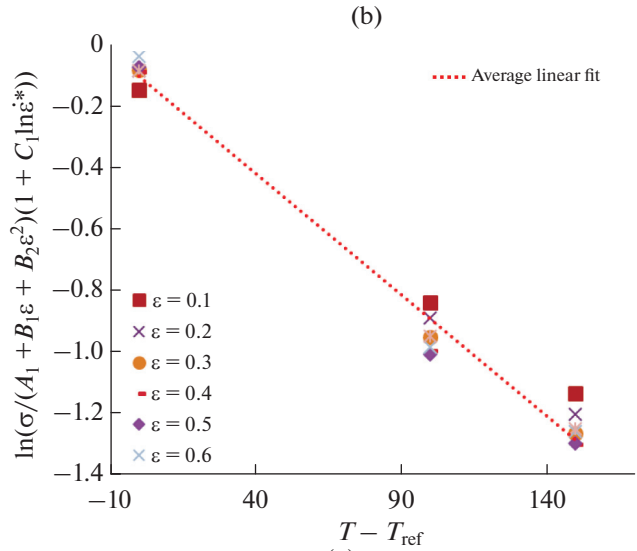 (b)
0
−0.2
−0.4
−0.6
−0.8
−1.0
−1.2
−1.4
−10
40
90
140
T − T_ref
ln(σ/(A₁ + B₁ε + B₂ε²)(1 + C₁lnε̇*))
Average linear fit
ε = 0.1
ε = 0.2
ε = 0.3
ε = 0.4
ε = 0.5
ε = 0.6